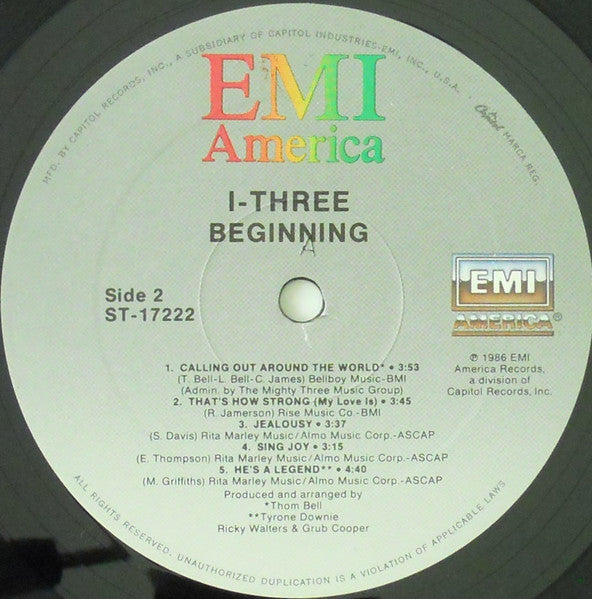 MFD. BY CAPITOL RECORDS, INC., A SUBSIDIARY OF CAPITOL INDUSTRIES-EMI, INC., U.S.A. Capitol MARCA REG.
EMI
America
I-THREE
BEGINNING
A
Side 2
ST-17222
EMI
AMERICA®
℗ 1986 EMI
America Records,
a division of
Capitol Records, Inc.
1. CALLING OUT AROUND THE WORLD* • 3:53
(T. Bell-L. Bell-C. James) Bellboy Music-BMI
(Admin. by The Mighty Three Music Group)
2. THAT'S HOW STRONG (My Love Is) • 3:45
(R. Jamerson) Rise Music Co.-BMI
3. JEALOUSY • 3:37
(S. Davis) Rita Marley Music/Almo Music Corp.-ASCAP
4. SING JOY • 3:15
(E. Thompson) Rita Marley Music/Almo Music Corp.-ASCAP
5. HE'S A LEGEND** • 4:40
(M. Griffiths) Rita Marley Music/Almo Music Corp.-ASCAP
Produced and arranged by
*Thom Bell
**Tyrone Downie
Ricky Walters & Grub Cooper
ALL RIGHTS RESERVED. UNAUTHORIZED DUPLICATION IS A VIOLATION OF APPLICABLE LAWS